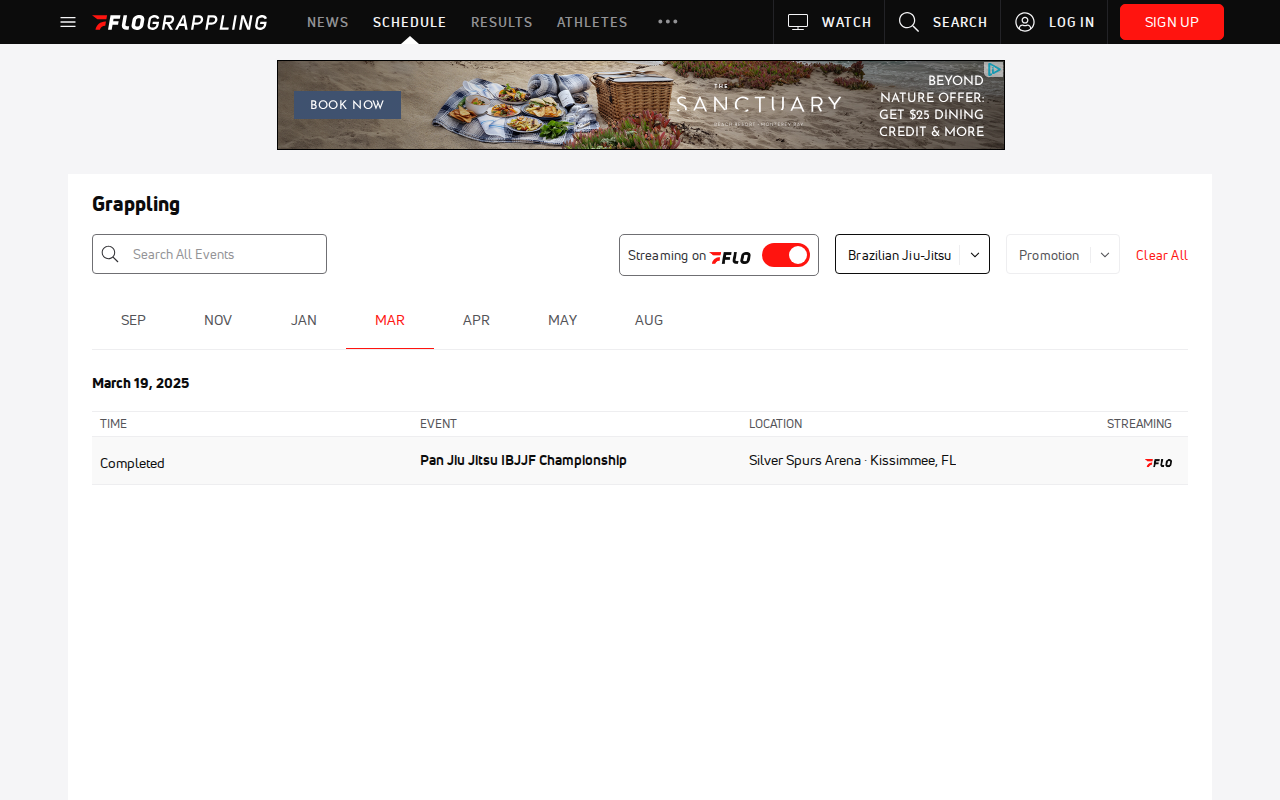 FLOGRAPPLING NEWS SCHEDULE RESULTS ATHLETES WATCH SEARCH LOG IN SIGN UP
BOOK NOW
THE
SANCTUARY
BEYOND
NATURE OFFER:
GET $25 DINING
CREDIT & MORE
Grappling
Search All Events Streaming on FLO Brazilian Jiu-Jitsu Promotion Clear All
SEP NOV JAN MAR APR MAY AUG
March 19, 2025
TIME EVENT LOCATION STREAMING
Completed Pan Jiu Jitsu IBJJF Championship Silver Spurs Arena · Kissimmee, FL FLO